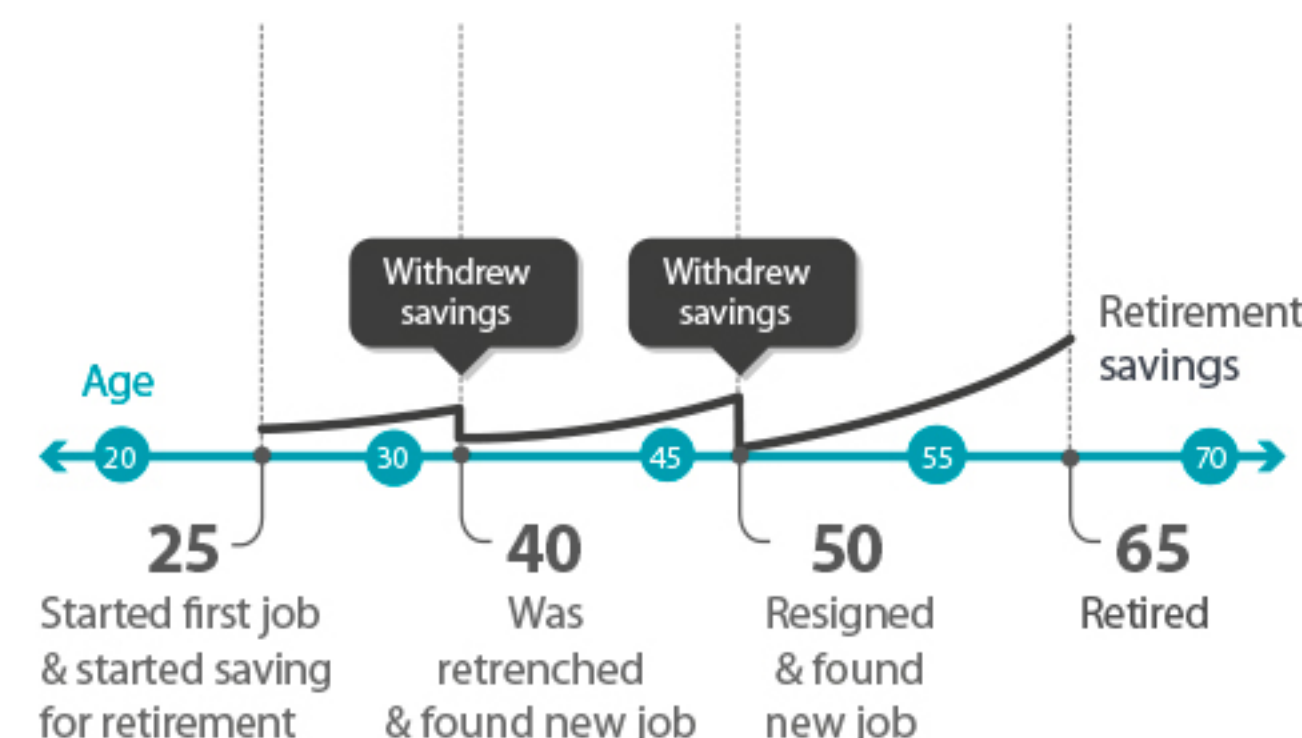 Withdrew
savings
Withdrew
savings
Retirement
savings
Age
20
30
45
55
70
25
Started first job
& started saving
for retirement
40
Was
retrenched
& found new job
50
Resigned
& found
new job
65
Retired